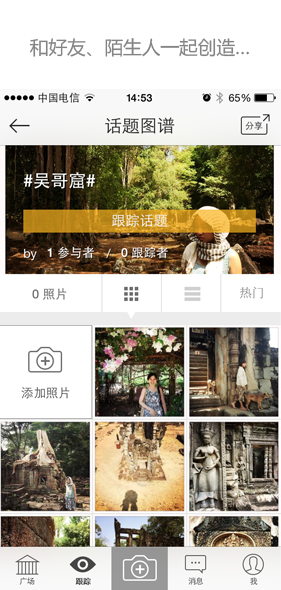 和好友、陌生人一起创造...
中国电信 14:53 65%
话题图谱 分享
#吴哥窟#
跟踪话题
by 1 参与者 / 0 跟踪者
0 照片 热门
添加照片
广场 跟踪 消息 我